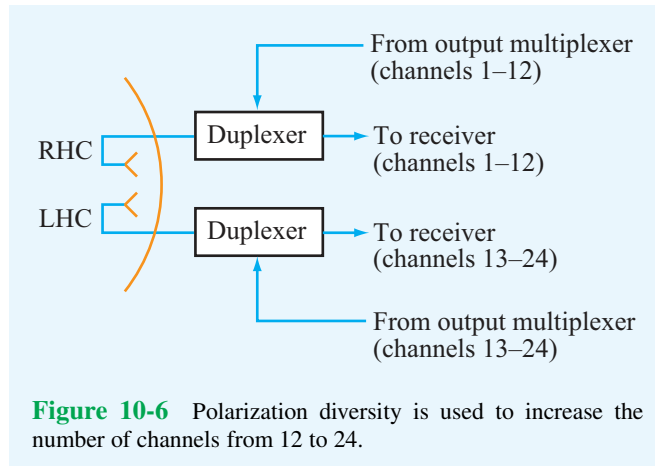 From output multiplexer
(channels 1–12)
RHC
Duplexer
To receiver
(channels 1–12)
LHC
Duplexer
To receiver
(channels 13–24)
From output multiplexer
(channels 13–24)
Figure 10-6 Polarization diversity is used to increase the
number of channels from 12 to 24.